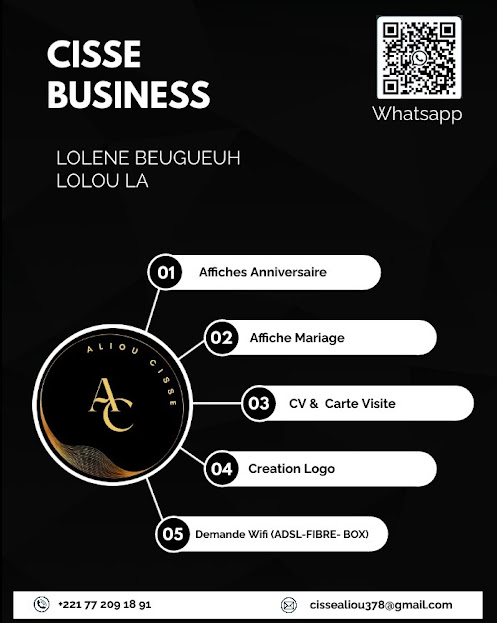 CISSE
BUSINESS
Whatsapp
LOLENE BEUGUEUH
LOLOU LA
01 Affiches Anniversaire
02 Affiche Mariage
ALIOU CISSE
AC
03 CV & Carte Visite
04 Creation Logo
05 Demande Wifi (ADSL-FIBRE- BOX)
+221 77 209 18 91
cissealiou378@gmail.com